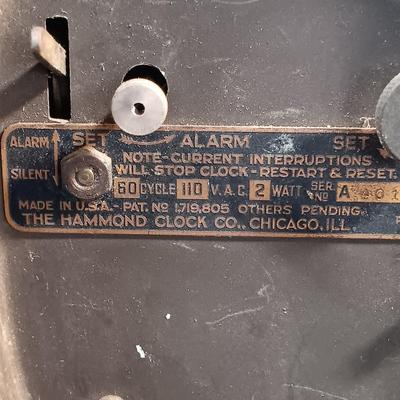 SET ALARM SET
ALARM
NOTE-CURRENT INTERRUPTIONS
SILENT WILL STOP CLOCK-RESTART & RESET.
60 CYCLE 110 V.A.C. 2 WATT SER. NO A
MADE IN U.S.A.-PAT. NO 1,719,805 OTHERS PENDING.
THE HAMMOND CLOCK CO., CHICAGO, ILL.